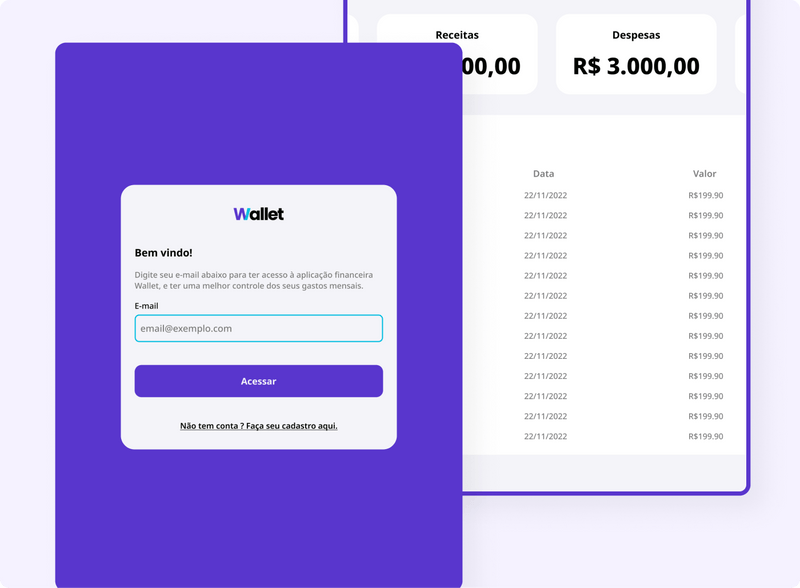 Receitas
Despesas
00,00
R$ 3.000,00
Wallet
Bem vindo!
Digite seu e-mail abaixo para ter acesso à aplicação financeira
Wallet, e ter uma melhor controle dos seus gastos mensais.
E-mail
email@exemplo.com
Acessar
Não tem conta ? Faça seu cadastro aqui.
Data
Valor
22/11/2022
R$199.90
22/11/2022
R$199.90
22/11/2022
R$199.90
22/11/2022
R$199.90
22/11/2022
R$199.90
22/11/2022
R$199.90
22/11/2022
R$199.90
22/11/2022
R$199.90
22/11/2022
R$199.90
22/11/2022
R$199.90
22/11/2022
R$199.90
22/11/2022
R$199.90
22/11/2022
R$199.90